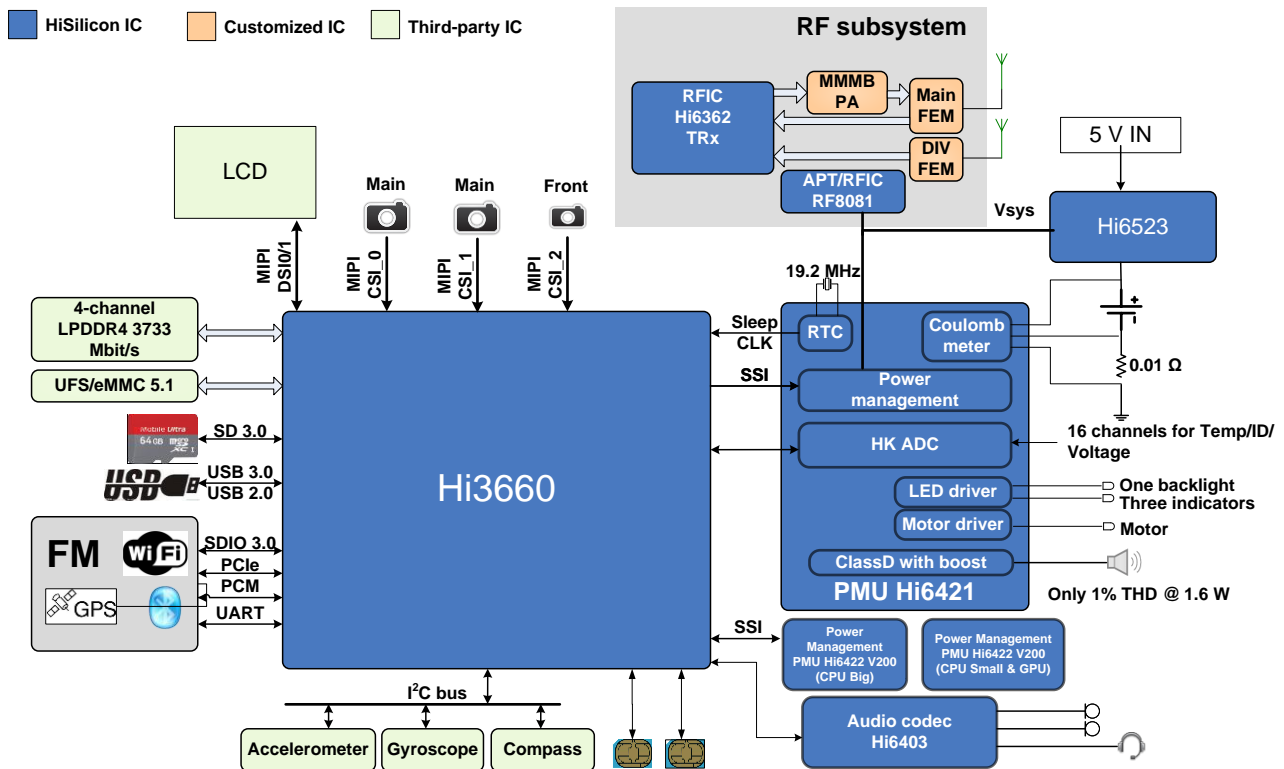 HiSilicon IC
Customized IC
Third-party IC
RF subsystem
RFIC
Hi6362
TRx
MMMB
PA
Main
FEM
DIV
FEM
APT/RFIC
RF8081
5 V IN
Vsys
Hi6523
LCD
Main
Main
Front
MIPI
DSI0/1
MIPI
CSI_0
MIPI
CSI_1
MIPI
CSI_2
19.2 MHz
4-channel
LPDDR4 3733
Mbit/s
UFS/eMMC 5.1
Mobile Ultra
64GB
micro
XC I
SD 3.0
USB
USB 3.0
USB 2.0
FM
WiFi
GPS
SDIO 3.0
PCIe
PCM
UART
Hi3660
Sleep
CLK
SSI
RTC
Coulomb
meter
+
-
0.01 Ω
Power
management
HK ADC
16 channels for Temp/ID/
Voltage
LED driver
One backlight
Three indicators
Motor driver
Motor
ClassD with boost
PMU Hi6421
Only 1% THD @ 1.6 W
SSI
Power
Management
PMU Hi6422 V200
(CPU Big)
Power Management
PMU Hi6422 V200
(CPU Small & GPU)
I²C bus
Accelerometer
Gyroscope
Compass
Audio codec
Hi6403